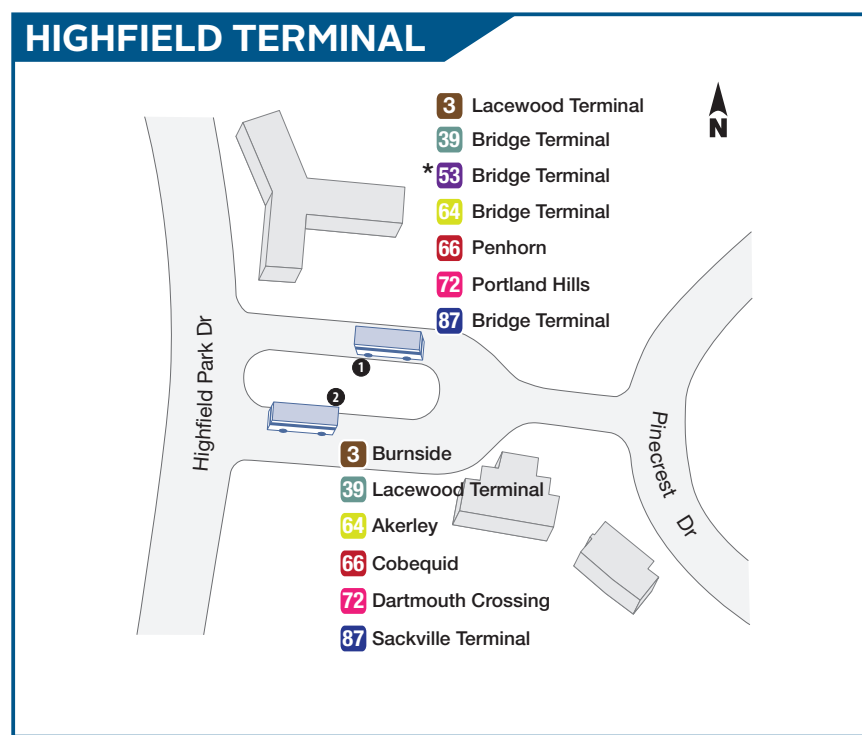 HIGHFIELD TERMINAL
N
3 Lacewood Terminal
39 Bridge Terminal
* 53 Bridge Terminal
64 Bridge Terminal
66 Penhorn
72 Portland Hills
87 Bridge Terminal
Highfield Park Dr
1
2
Pinecrest Dr
3 Burnside
39 Lacewood Terminal
64 Akerley
66 Cobequid
72 Dartmouth Crossing
87 Sackville Terminal